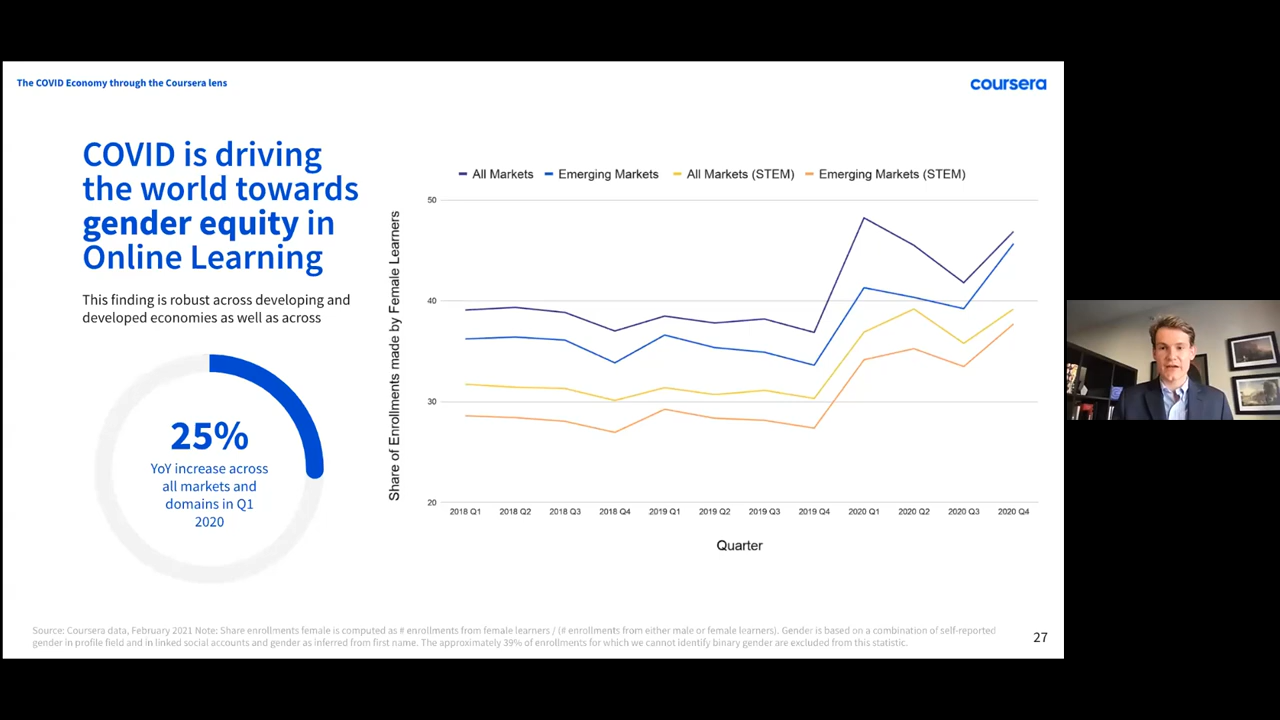 The COVID Economy through the Coursera lens
coursera
COVID is driving
the world towards
gender equity in
Online Learning
This finding is robust across developing and
developed economies as well as across
25%
YoY increase across
all markets and
domains in Q1
2020
All Markets
Emerging Markets
All Markets (STEM)
Emerging Markets (STEM)
Share of Enrollments made by Female Learners
50
40
30
20
2018 Q1
2018 Q2
2018 Q3
2018 Q4
2019 Q1
2019 Q2
2019 Q3
2019 Q4
2020 Q1
2020 Q2
2020 Q3
2020 Q4
Quarter
Source: Coursera data, February 2021 Note: Share enrollments female is computed as # enrollments from female learners / (# enrollments from either male or female learners). Gender is based on a combination of self-reported
gender in profile field and in linked social accounts and gender as inferred from first name. The approximately 39% of enrollments for which we cannot identify binary gender are excluded from this statistic.
27